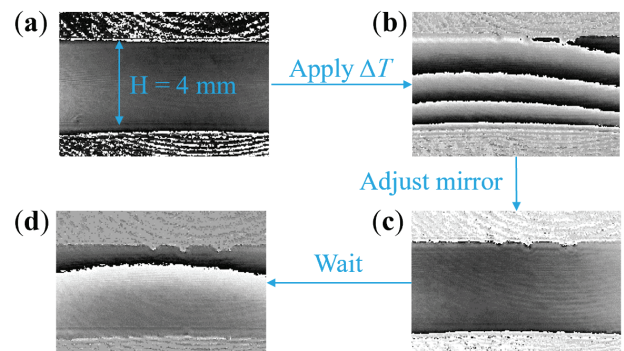 (a)
H = 4 mm
Apply ΔT
(b)
Adjust mirror
(c)
Wait
(d)